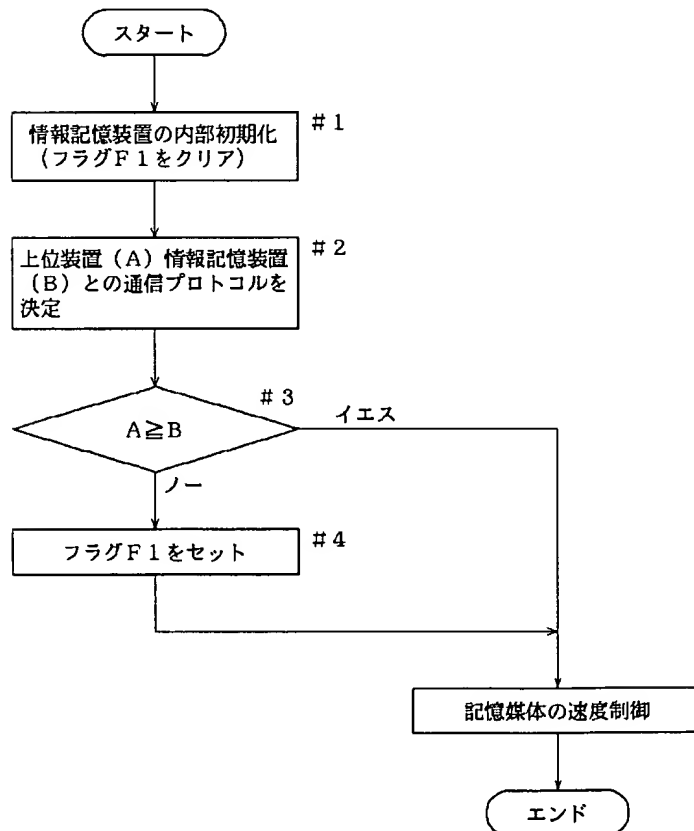 スタート
情報記憶装置の内部初期化
(フラグF1をクリア)
#1
上位装置(A)情報記憶装置
(B)との通信プロトコルを
決定
#2
#3
A≧B
イエス
ノー
フラグF1をセット
#4
記憶媒体の速度制御
エンド